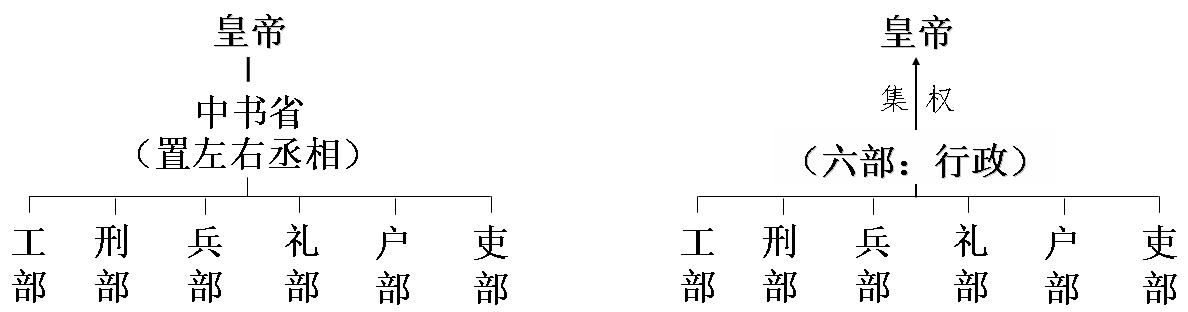 皇帝
中书省
（置左右丞相）
工部
刑部
兵部
礼部
户部
吏部
皇帝
集权
（六部：行政）
工部
刑部
兵部
礼部
户部
吏部